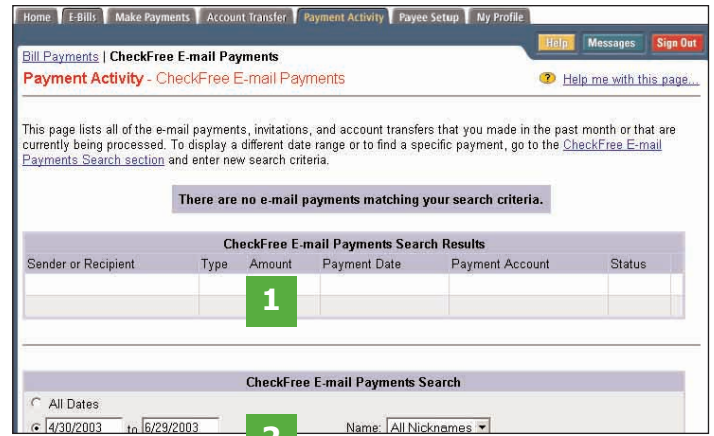 Home E-Bills Make Payments Account Transfer Payment Activity Payee Setup My Profile
Help Messages Sign Out
Bill Payments | CheckFree E-mail Payments
Payment Activity - CheckFree E-mail Payments
? Help me with this page...
This page lists all of the e-mail payments, invitations, and account transfers that you made in the past month or that are
currently being processed. To display a different date range or to find a specific payment, go to the CheckFree E-mail
Payments Search section and enter new search criteria.
There are no e-mail payments matching your search criteria.
CheckFree E-mail Payments Search Results
Sender or Recipient Type Amount Payment Date Payment Account Status
1
CheckFree E-mail Payments Search
All Dates
4/30/2003 to 6/29/2003 2 Name: All Nicknames